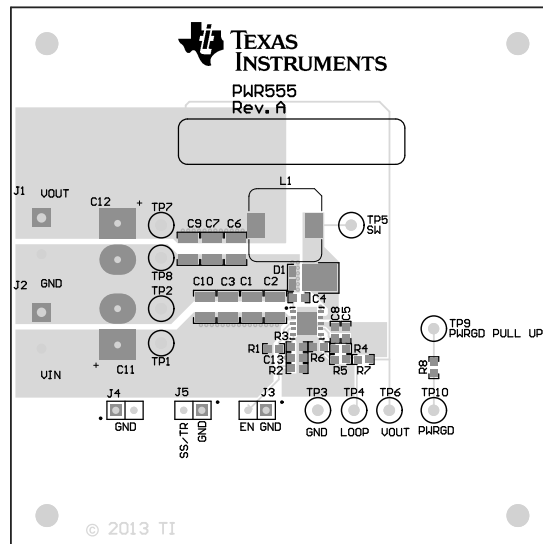 TEXAS
INSTRUMENTS
PWR555
Rev. A
L1
J1 VOUT C12 + TP7
C9 C7 C6
TP5
SW
TP8
GND
D1
J2 TP2 C10 C3 C1 C2
C4
C8 C5
TP9
PWRGD PULL UP
+ C11 TP1
R3
R1 C13 R6 R4
R2 R5 R7
R8
VIN
J4 J5 J3 TP3 TP4 TP6 TP10
GND SS/TR GND EN GND GND LOOP VOUT PWRGD
© 2013 TI